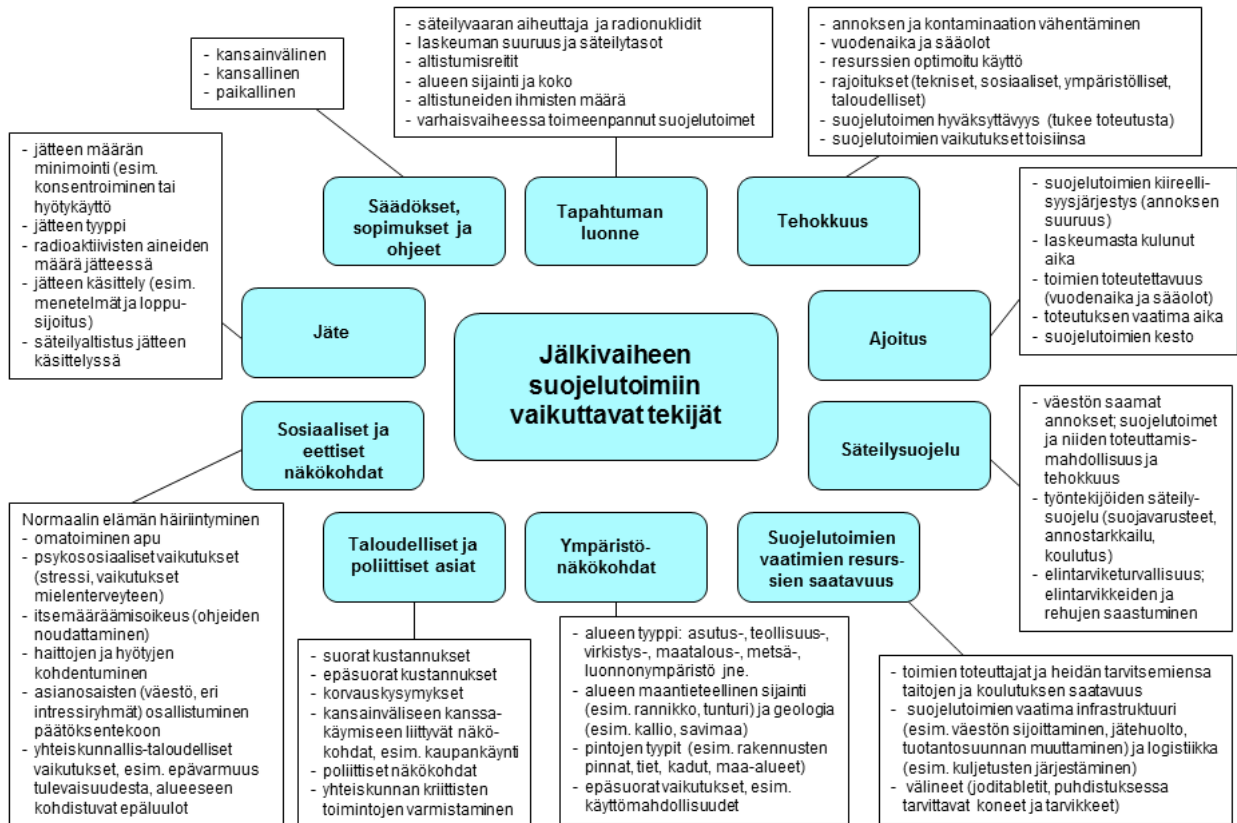 - kansainvälinen
- kansallinen
- paikallinen
- säteilyvaaran aiheuttaja ja radionuklidit
- laskeuman suuruus ja säteilytasot
- altistumisreitit
- alueen sijainti ja koko
- altistuneiden ihmisten määrä
- varhaisvaiheessa toimeenpannut suojelutoimet
- annoksen ja kontaminaation vähentäminen
- vuodenaika ja sääolot
- resurssien optimoitu käyttö
- rajoitukset (tekniset, sosiaaliset, ympäristölliset,
taloudelliset)
- suojelutoimen hyväksyttävyys (tukee toteutusta)
- suojelutoimien vaikutukset toisiinsa
- jätteen määrän
minimointi (esim.
konsentroiminen tai
hyötykäyttö
- jätteen tyyppi
- radioaktiivisten aineiden
määrä jätteessä
- jätteen käsittely (esim.
menetelmät ja loppu-
sijoitus)
- säteilyaltistus jätteen
käsittelyssä
Säädökset,
sopimukset ja
ohjeet
Tapahtuman
luonne
Tehokkuus
- suojelutoimien kiireelli-
syysjärjestys (annoksen
suuruus)
- laskeumasta kulunut
aika
- toimien toteutettavuus
(vuodenaika ja sääolot)
- toteutuksen vaatima aika
- suojelutoimien kesto
Jäte
Jälkivaiheen
suojelutoimiin
vaikuttavat tekijät
Ajoitus
Sosiaaliset ja
eettiset
näkökohdat
Säteilysuojelu
- väestön saamat
annokset; suojelutoimet
ja niiden toteuttamis-
mahdollisuus ja
tehokkuus
- työntekijöiden säteily-
suojelu (suojavarusteet,
annostarkkailu,
koulutus)
- elintarviketurvallisuus;
elintarvikkeiden ja
rehujen saastuminen
Taloudelliset ja
poliittiset asiat
Ympäristö-
näkökohdat
Suojelutoimien
vaatimien resurs-
sien saatavuus
Normaalin elämän häiriintyminen
- omatoiminen apu
- psykososiaaliset vaikutukset
(stressi, vaikutukset
mielenterveyteen)
- itsemääräämisoikeus (ohjeiden
noudattaminen)
- haittojen ja hyötyjen
kohdentuminen
- asianosaisten (väestö, eri
intressiryhmät) osallistuminen
päätöksentekoon
- yhteiskunnallis-taloudelliset
vaikutukset, esim. epävarmuus
tulevaisuudesta, alueeseen
kohdistuvat epäluulot
- suorat kustannukset
- epäsuorat kustannukset
- korvauskysymykset
- kansainväliseen kanssa-
käymiseen liittyvät näkö-
kohdat, esim. kaupankäynti
- poliittiset näkökohdat
- yhteiskunnan kriittisten
toimintojen varmistaminen
- alueen tyyppi: asutus-, teollisuus-,
virkistys-, maatalous-, metsä-,
luonnonympäristö jne.
- alueen maantieteellinen sijainti
(esim. rannikko, tunturi) ja geologia
(esim. kallio, savimaa)
- pintojen tyypit (esim. rakennusten
pinnat, tiet, kadut, maa-alueet)
- epäsuorat vaikutukset, esim.
käyttömahdollisuudet
- toimien toteuttajat ja heidän tarvitsemiensa
taitojen ja koulutuksen saatavuus
- suojelutoimien vaatima infrastruktuuri
(esim. väestön sijoittaminen, jätehuolto,
tuotantosuunnan muuttaminen) ja logistiikka
(esim. kuljetusten järjestäminen)
- välineet (joditabletit, puhdistuksessa
tarvittavat koneet ja tarvikkeet)